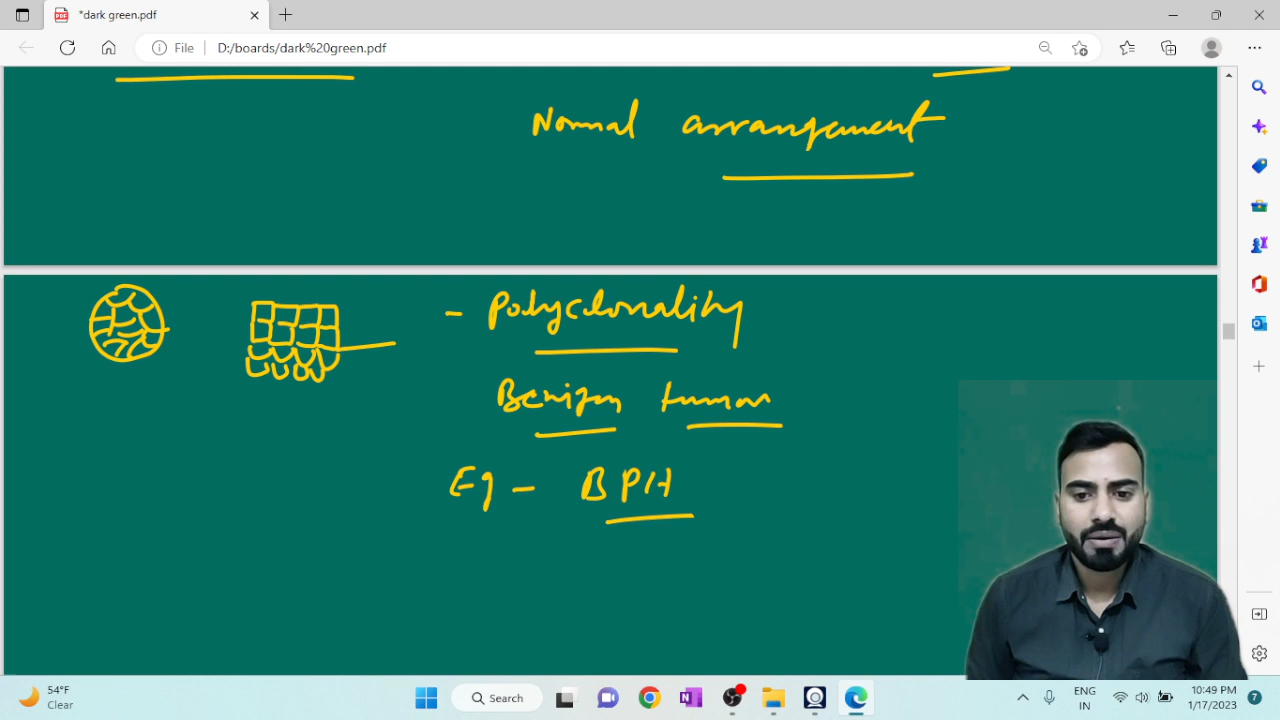 *dark green.pdf
File D:/boards/dark%20green.pdf
Normal arrangement
- Polyclonality
Benign tumor
Eg - BPH
54°F
Clear
Search
ENG
IN
10:49 PM
1/17/2023
7